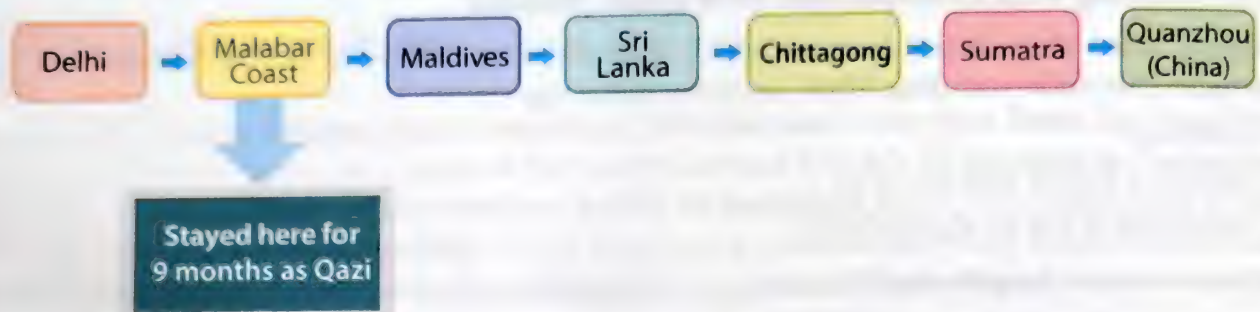 Delhi
Malabar
Coast
Maldives
Sri
Lanka
Chittagong
Sumatra
Quanzhou
(China)
Stayed here for
9 months as Qazi